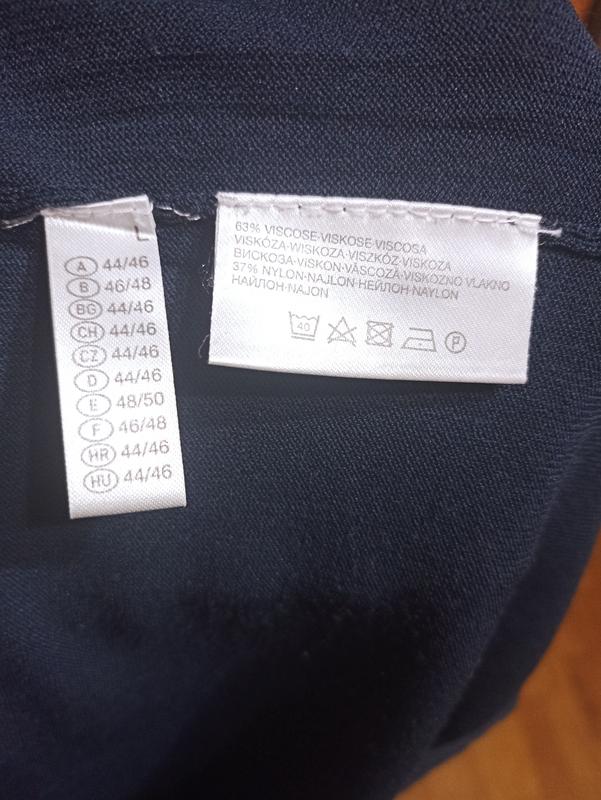 L
A 44/46
B 46/48
BG 44/46
CH 44/46
CZ 44/46
D 44/46
E 48/50
F 46/48
HR 44/46
HU 44/46
63% VISCOSE·VISKOSE·VISCOSA
VISKÓZA·WISKOZA·VISZKÓZ·VISKOZA
ВИСКОЗА·VISKON·VÂSCOZĂ·VISKOZNO VLAKNO
37% NYLON·NAJLON·НЕЙЛОН·NAYLON
НАЙЛОН·NAJON
40
P